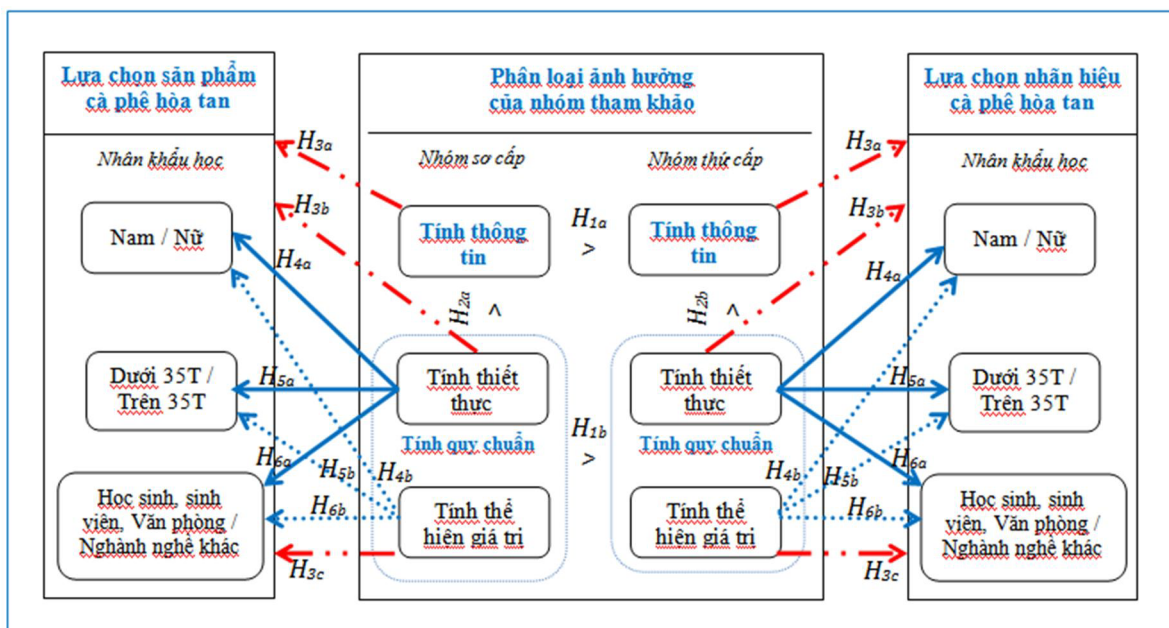 Lựa chọn sản phẩm
cà phê hòa tan
Nhân khẩu học
Nam / Nữ
Dưới 35T /
Trên 35T
Học sinh, sinh
viên, Văn phòng /
Nghành nghề khác
H3a
H3b
H4a
H5a
H6a
H5b
H4b
H6b
H3c
Phân loại ảnh hưởng
của nhóm tham khảo
Nhóm sơ cấp
Nhóm thứ cấp
Tính thông
tin
H1a
>
Tính thông
tin
H2a
^
H2b
^
Tính thiết
thực
Tính quy chuẩn
Tính thể
hiện giá trị
H1b
>
Tính thiết
thực
Tính quy chuẩn
Tính thể
hiện giá trị
H3a
H3b
H4a
H5a
H6a
H4b
H5b
H6b
H3c
Lựa chọn nhãn hiệu
cà phê hòa tan
Nhân khẩu học
Nam / Nữ
Dưới 35T /
Trên 35T
Học sinh, sinh
viên, Văn phòng /
Nghành nghề khác